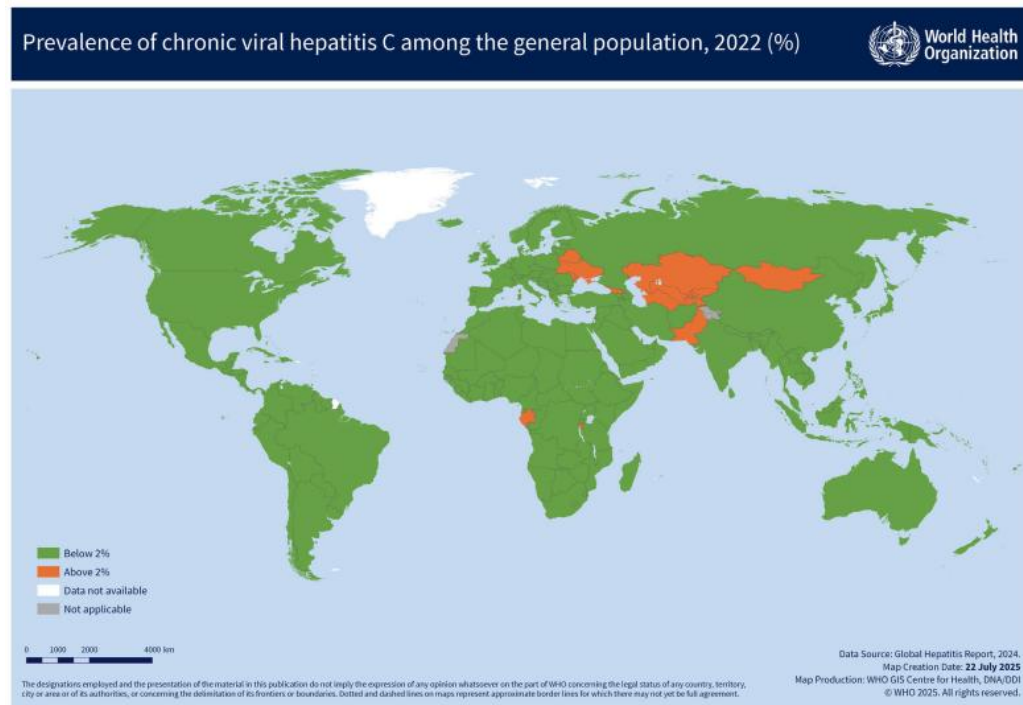 Prevalence of chronic viral hepatitis C among the general population, 2022 (%)
World Health
Organization
Below 2%
Above 2%
Data not available
Not applicable
0 1000 2000 4000 km
Data Source: Global Hepatitis Report, 2024.
Map Creation Date: 22 July 2025
Map Production: WHO GIS Centre for Health, DNA/DDI
© WHO 2025. All rights reserved.
The designations employed and the presentation of the material in this publication do not imply the expression of any opinion whatsoever on the part of WHO concerning the legal status of any country, territory,
city or area or of its authorities, or concerning the delimitation of its frontiers or boundaries. Dotted and dashed lines on maps represent approximate border lines for which there may not yet be full agreement.